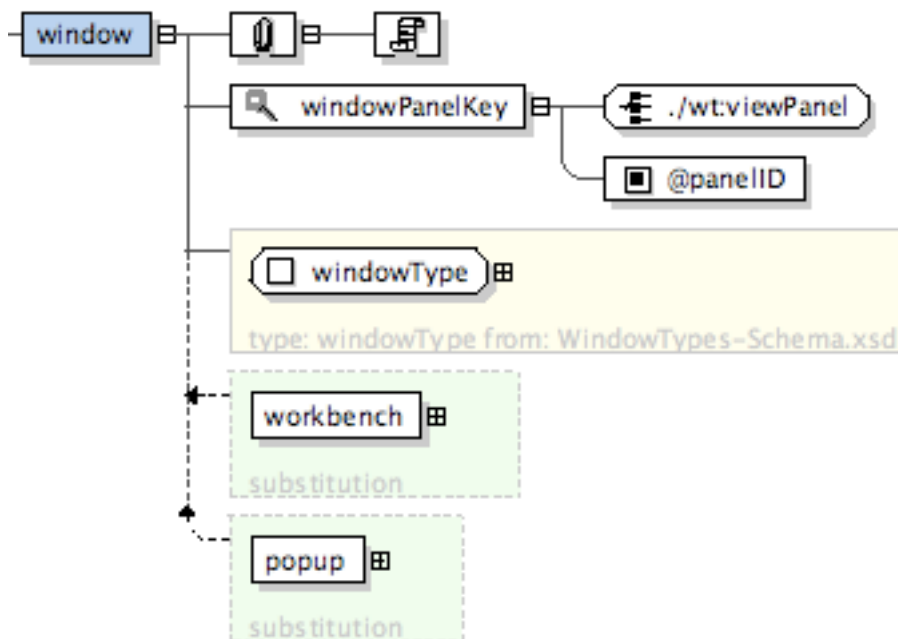 window
windowPanelKey
./wt:viewPanel
@panelID
windowType
type: windowType from: WindowTypes-Schema.xsd
workbench
substitution
popup
substitution